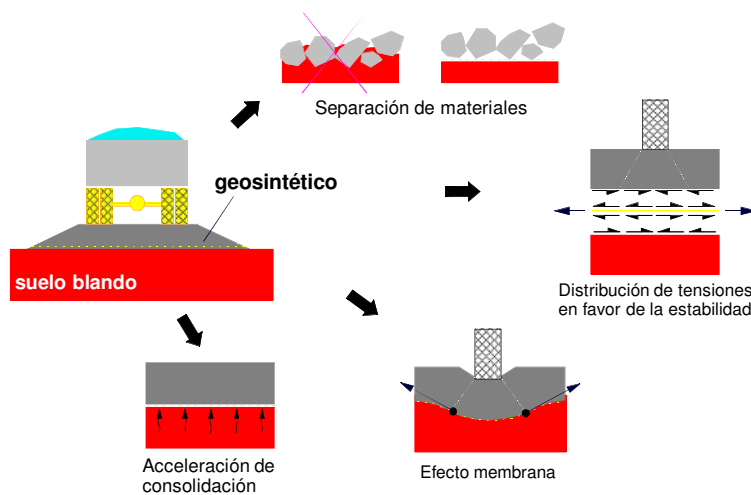 Separación de materiales
geosintético
suelo blando
Distribución de tensiones
en favor de la estabilidad
Acceleración de
consolidación
Efecto membrana